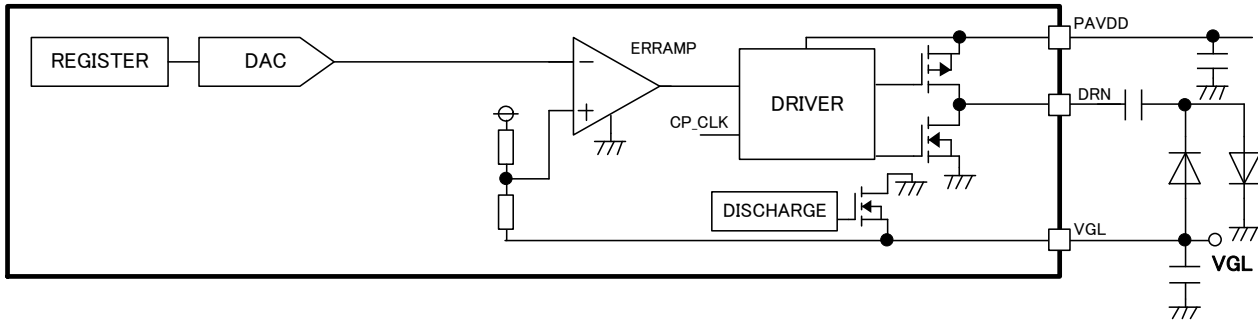 PAVDD
ERRAMP
REGISTER
DAC
DRIVER
DRN
CP_CLK
DISCHARGE
VGL
VGL